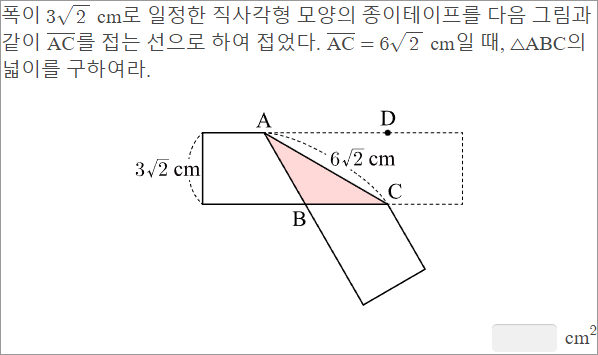 폭이 3√2 cm로 일정한 직사각형 모양의 종이테이프를 다음 그림과
같이 A̅C̅를 접는 선으로 하여 접었다. A̅C̅ = 6√2 cm일 때, △ABC의
넓이를 구하여라.
A
D
3√2 cm
6√2 cm
C
B
cm²